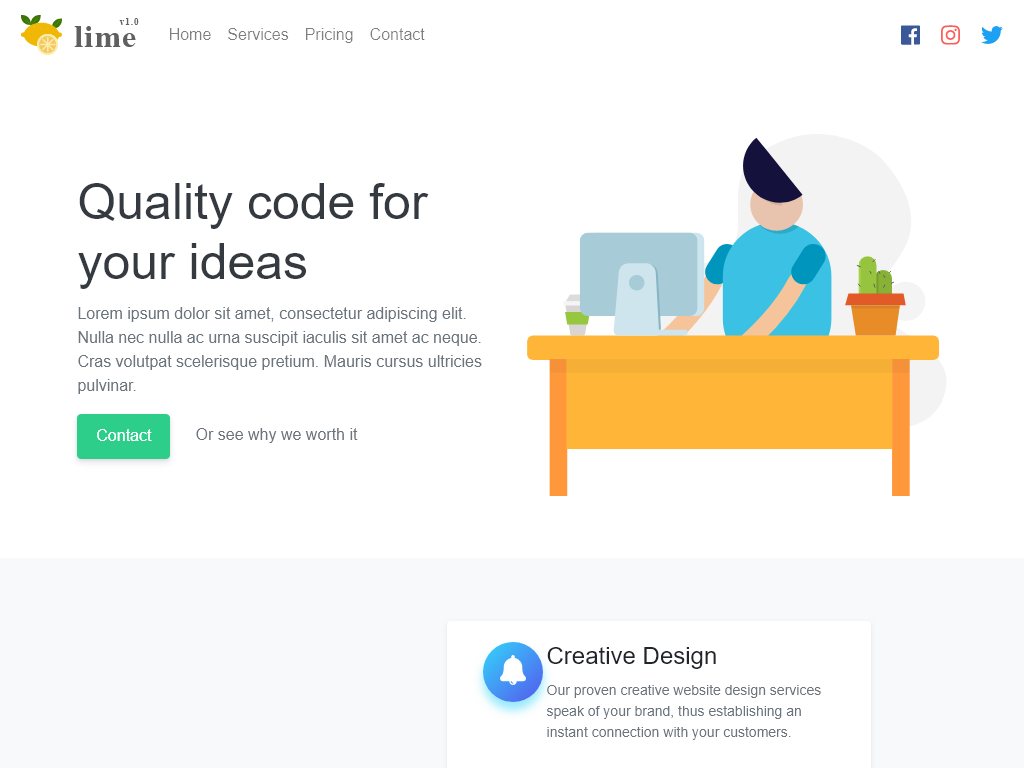 lime v1.0
Home Services Pricing Contact
Quality code for
your ideas
Lorem ipsum dolor sit amet, consectetur adipiscing elit.
Nulla nec nulla ac urna suscipit iaculis sit amet ac neque.
Cras volutpat scelerisque pretium. Mauris cursus ultricies
pulvinar.
Contact Or see why we worth it
Creative Design
Our proven creative website design services
speak of your brand, thus establishing an
instant connection with your customers.